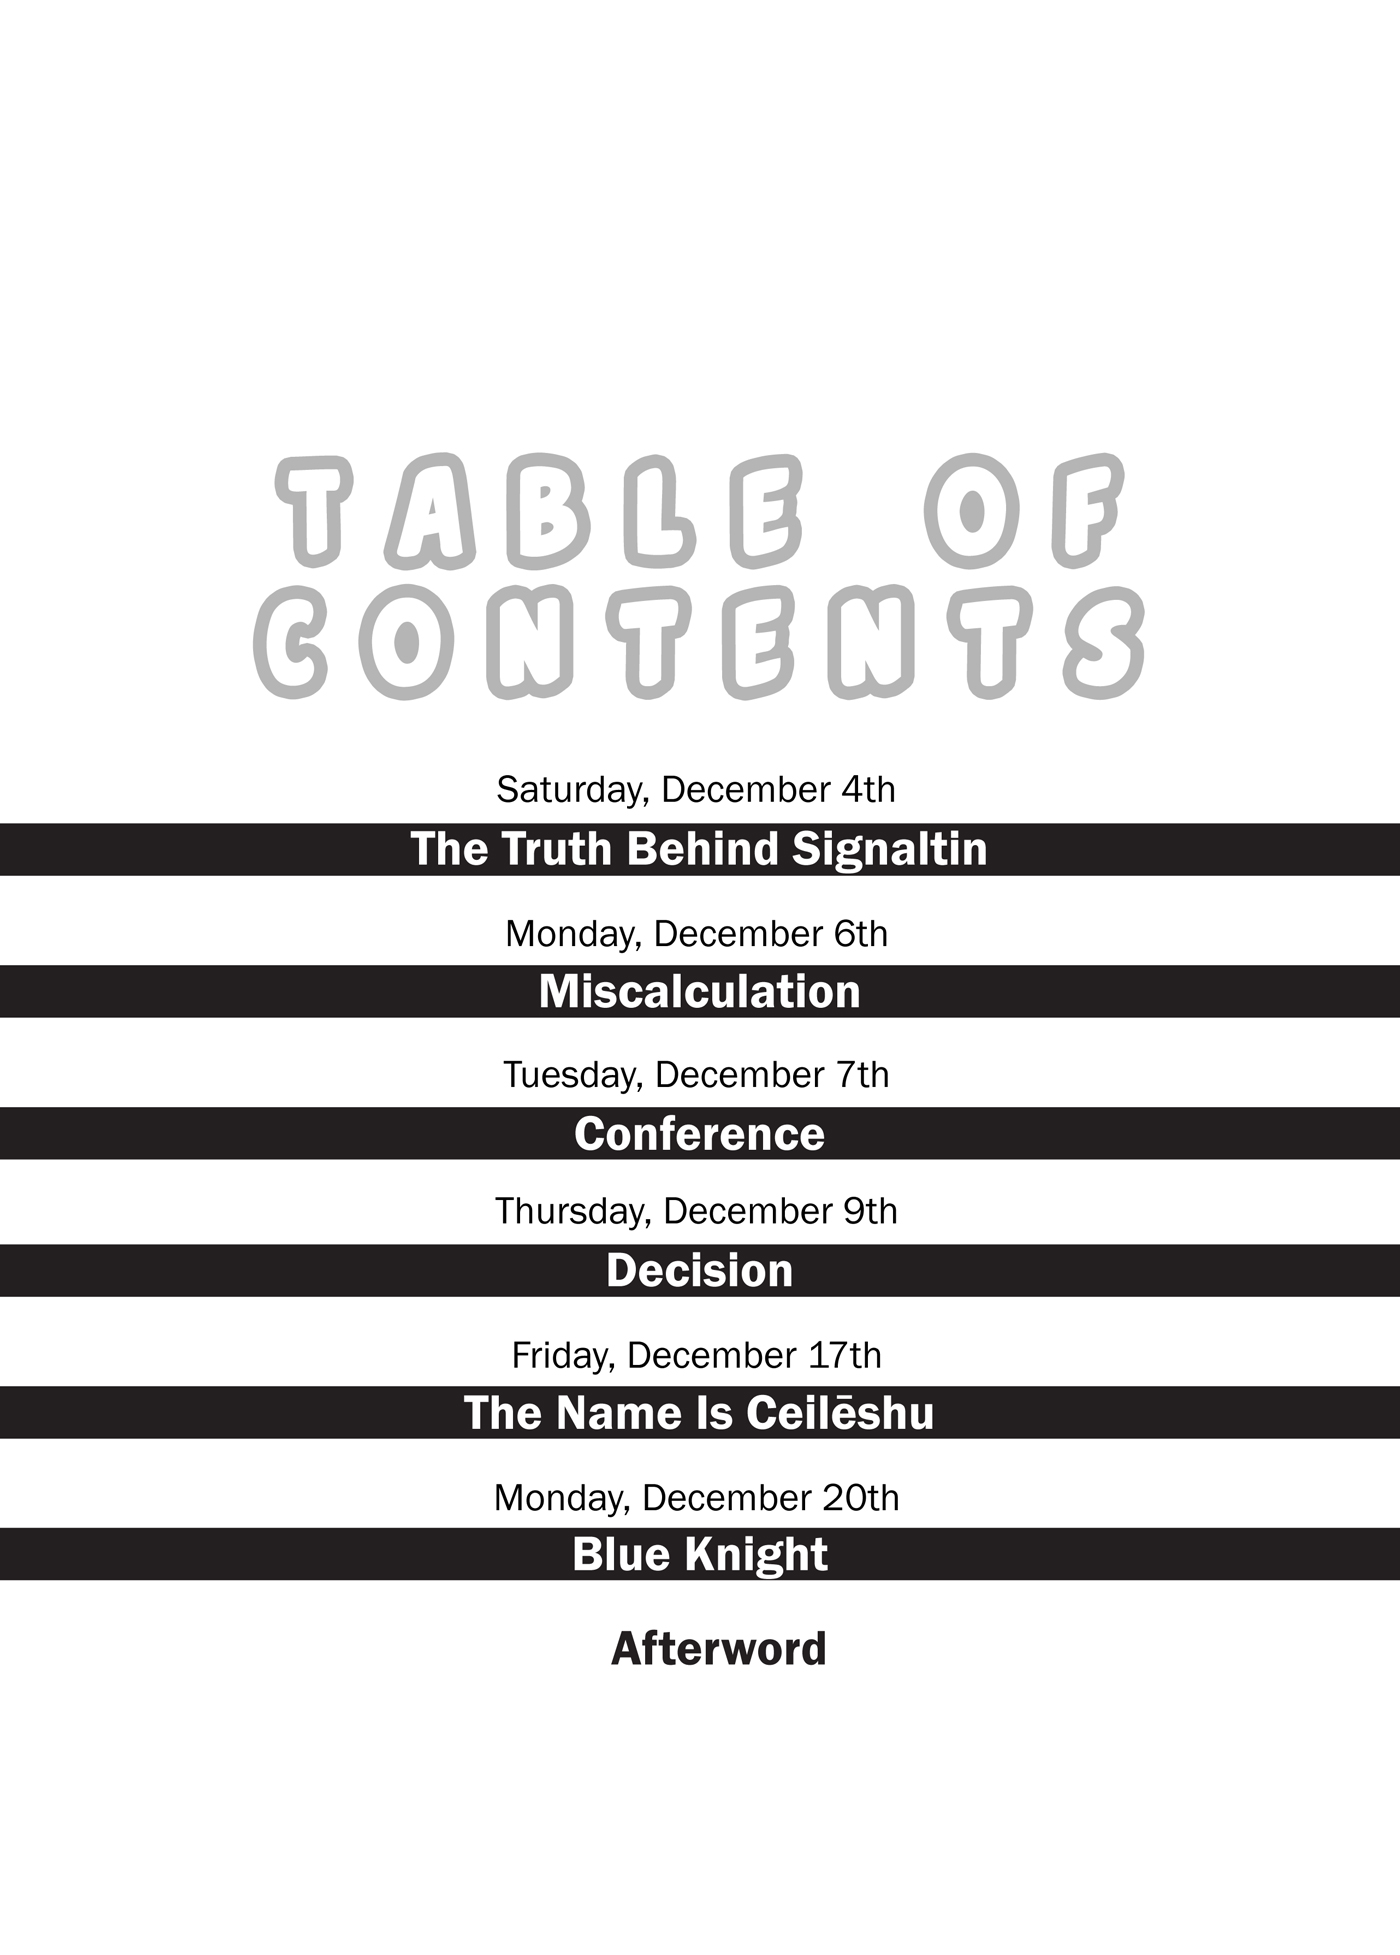 TABLE OF
CONTENTS
Saturday, December 4th
The Truth Behind Signaltin
Monday, December 6th
Miscalculation
Tuesday, December 7th
Conference
Thursday, December 9th
Decision
Friday, December 17th
The Name Is Ceilēshu
Monday, December 20th
Blue Knight
Afterword